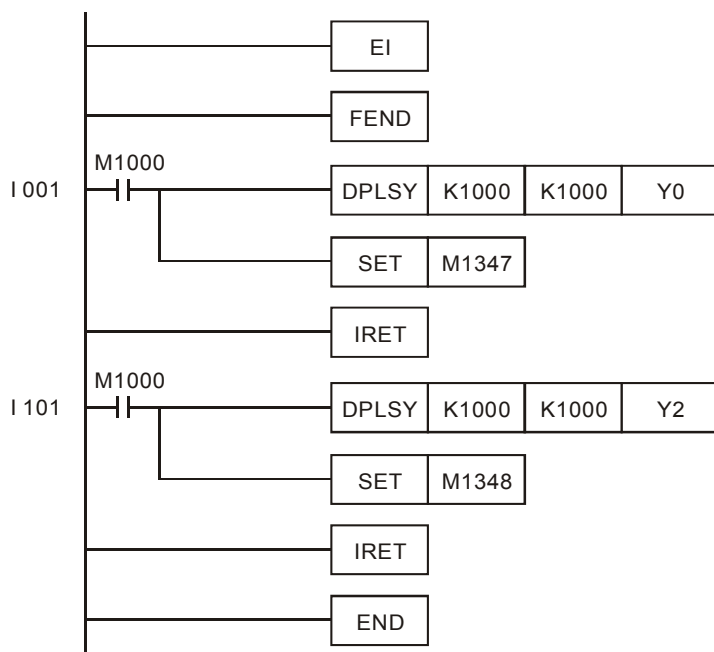 EI
FEND
M1000
I 001 DPLSY K1000 K1000 Y0
SET M1347
IRET
M1000
I 101 DPLSY K1000 K1000 Y2
SET M1348
IRET
END